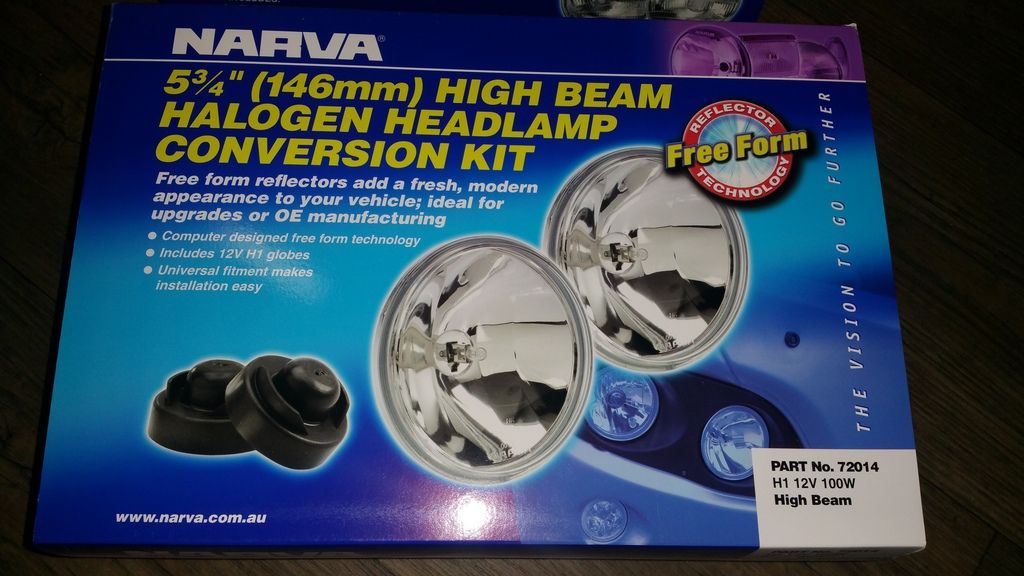 NARVA®
5¾" (146mm) HIGH BEAM
HALOGEN HEADLAMP
CONVERSION KIT
Free form reflectors add a fresh, modern
appearance to your vehicle; ideal for
upgrades or OE manufacturing
• Computer designed free form technology
• Includes 12V H1 globes
• Universal fitment makes
installation easy
REFLECTOR
Free Form
TECHNOLOGY
THE VISION TO GO FURTHER
PART No. 72014
H1 12V 100W
High Beam
www.narva.com.au